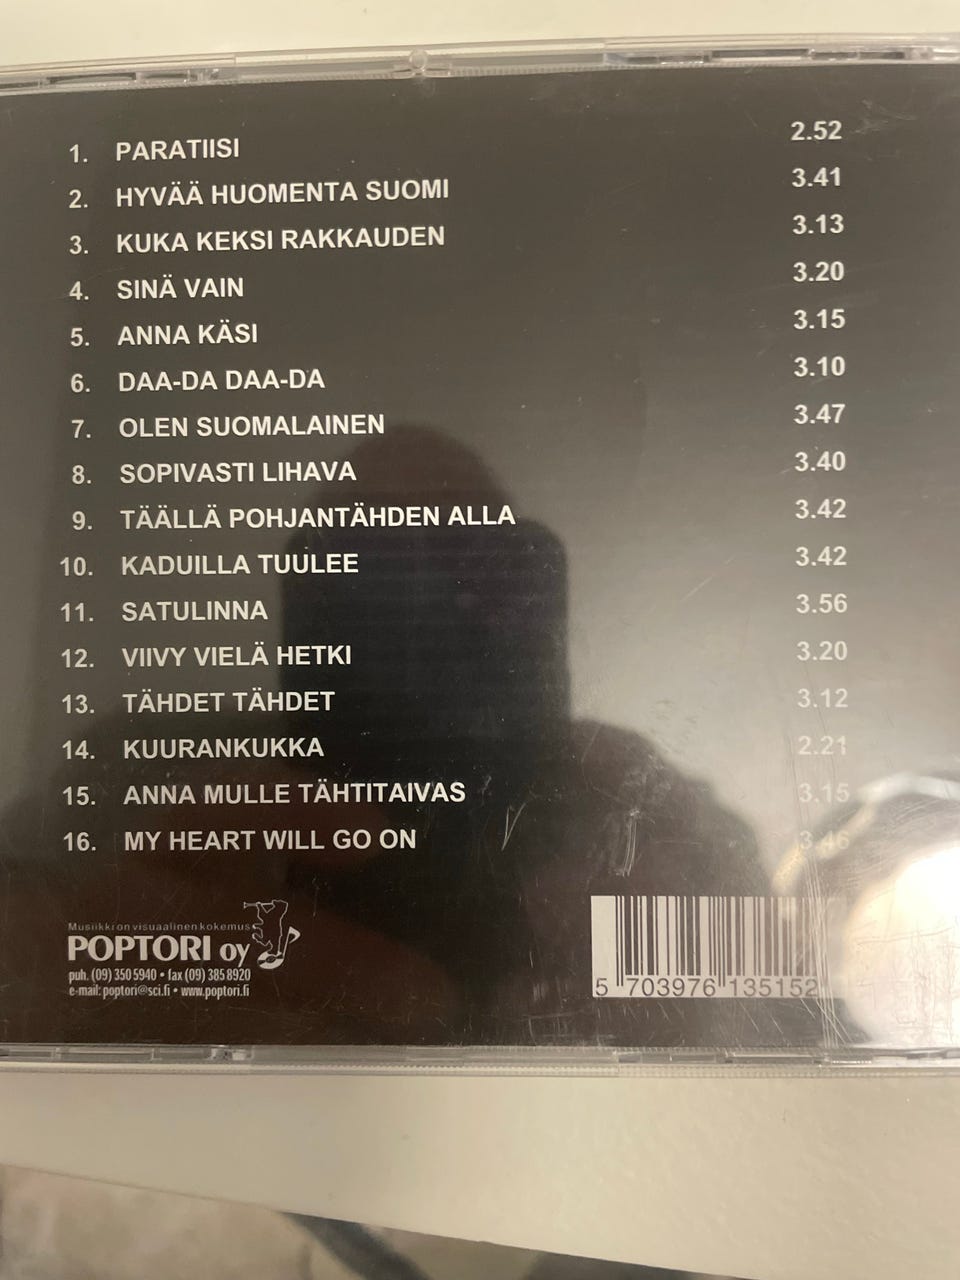 1. PARATIISI 2.52
2. HYVÄÄ HUOMENTA SUOMI 3.41
3. KUKA KEKSI RAKKAUDEN 3.13
4. SINÄ VAIN 3.20
5. ANNA KÄSI 3.15
6. DAA-DA DAA-DA 3.10
7. OLEN SUOMALAINEN 3.47
8. SOPIVASTI LIHAVA 3.40
9. TÄÄLLÄ POHJANTÄHDEN ALLA 3.42
10. KADUILLA TUULEE 3.42
11. SATULINNA 3.56
12. VIIVY VIELÄ HETKI 3.20
13. TÄHDET TÄHDET 3.12
14. KUURANKUKKA 2.21
15. ANNA MULLE TÄHTITAIVAS 3.15
16. MY HEART WILL GO ON 3.46
Musiikki on visuaalinen kokemus
POPTORI oy
puh. (09) 350 5940 • fax (09) 385 8920
e-mail: poptori@sci.fi • www.poptori.fi
5 703976 135152